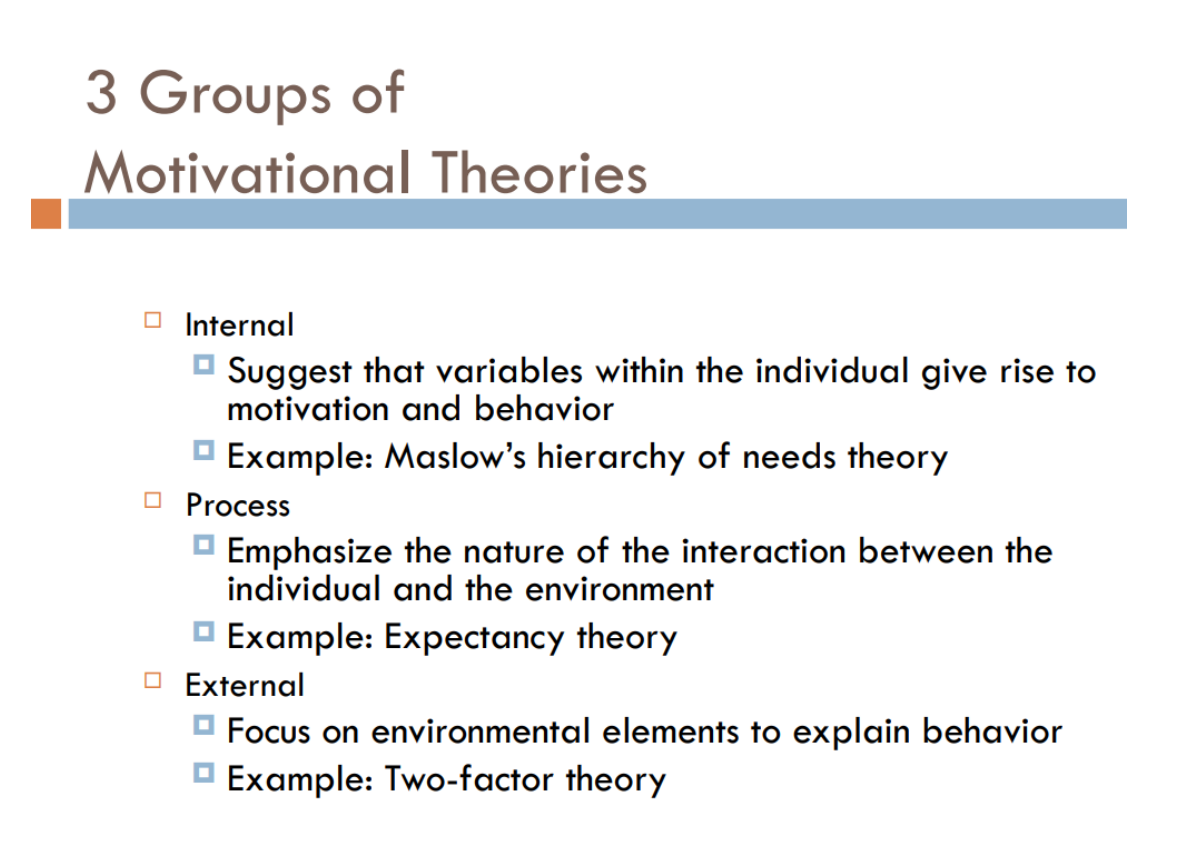 3 Groups of
Motivational Theories
Internal
Suggest that variables within the individual give rise to
motivation and behavior
Example: Maslow’s hierarchy of needs theory
Process
Emphasize the nature of the interaction between the
individual and the environment
Example: Expectancy theory
External
Focus on environmental elements to explain behavior
Example: Two-factor theory